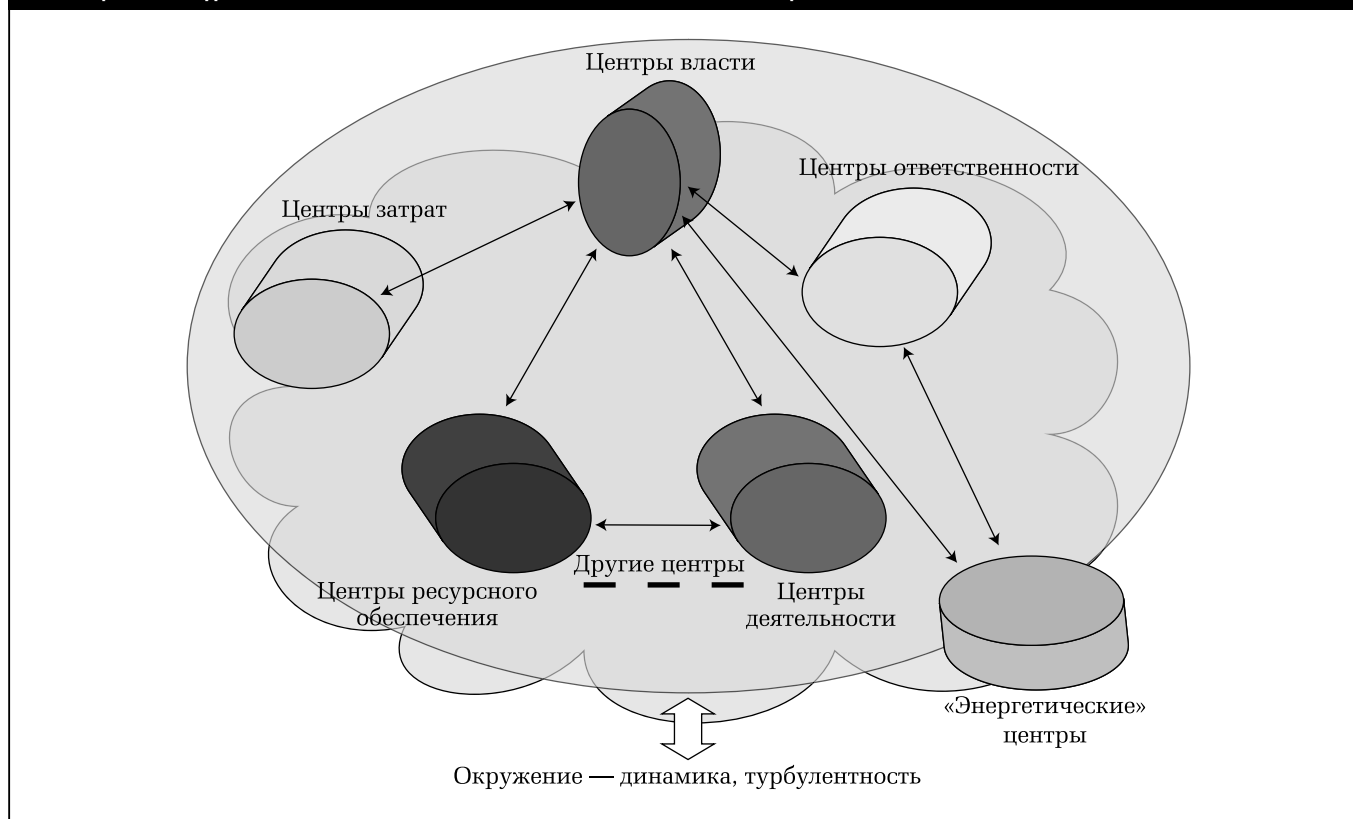 Центры власти
Центры ответственности
Центры затрат
Другие центры
Центры ресурсного
обеспечения
Центры
деятельности
«Энергетические»
центры
Окружение — динамика, турбулентность